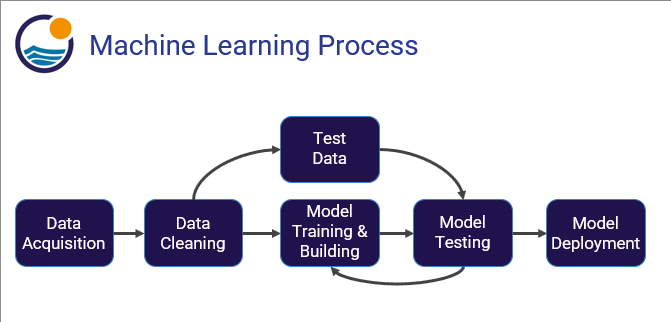 Machine Learning Process
Test
Data
Data
Acquisition
Data
Cleaning
Model
Training &
Building
Model
Testing
Model
Deployment